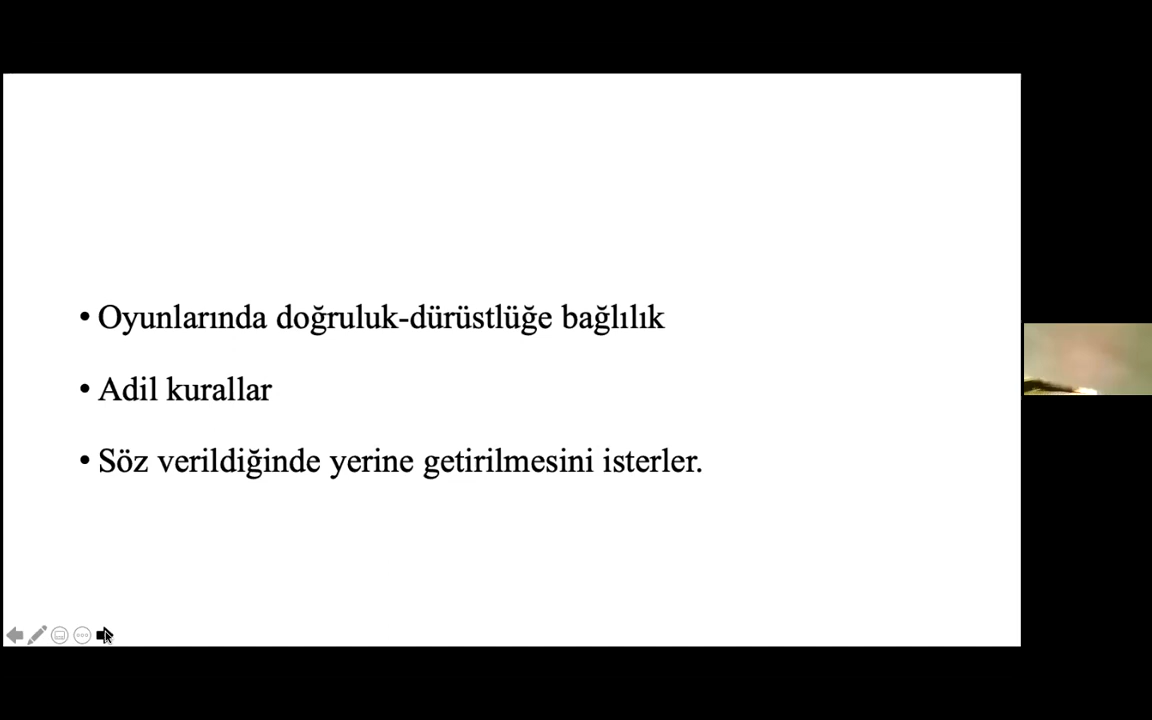 • Oyunlarında doğruluk-dürüstlüğe bağlılık
• Adil kurallar
• Söz verildiğinde yerine getirilmesini isterler.